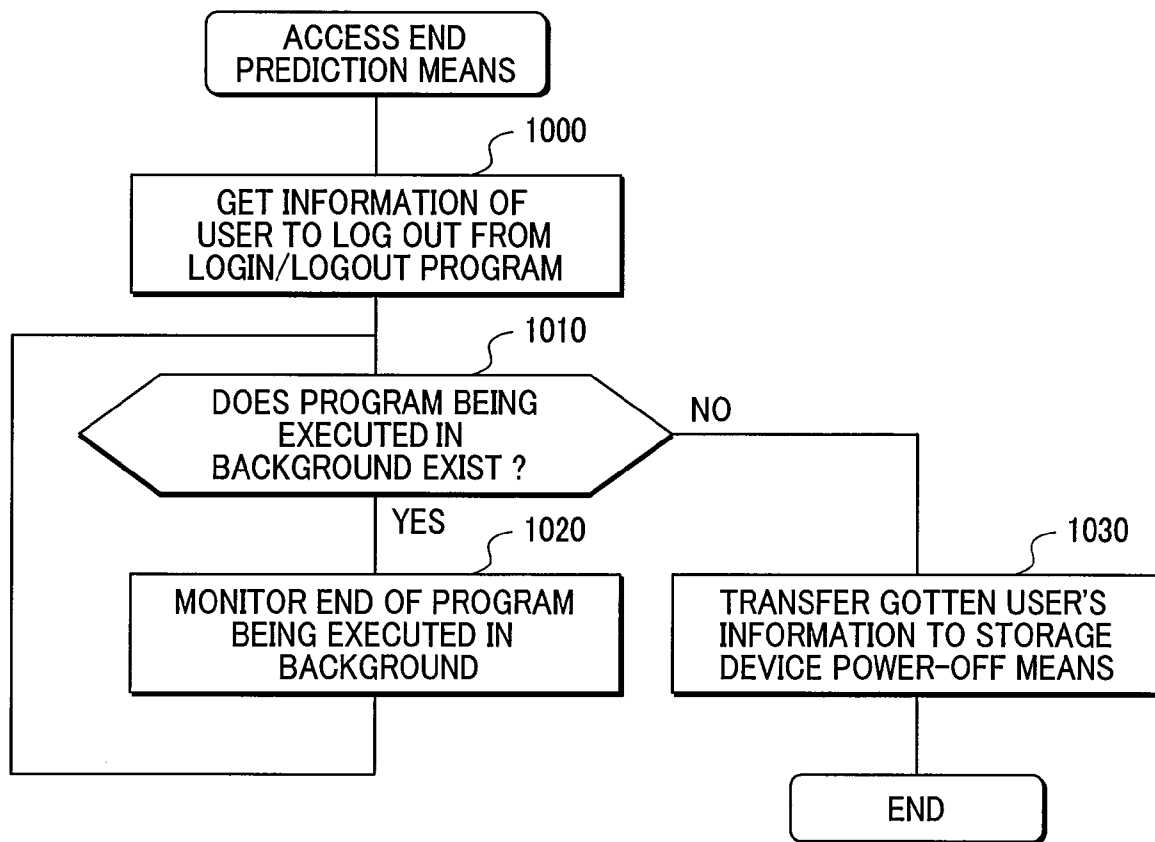 ACCESS END
PREDICTION MEANS
1000
GET INFORMATION OF
USER TO LOG OUT FROM
LOGIN/LOGOUT PROGRAM
1010
DOES PROGRAM BEING
EXECUTED IN
BACKGROUND EXIST ?
NO
YES
1020
MONITOR END OF PROGRAM
BEING EXECUTED IN
BACKGROUND
1030
TRANSFER GOTTEN USER'S
INFORMATION TO STORAGE
DEVICE POWER-OFF MEANS
END